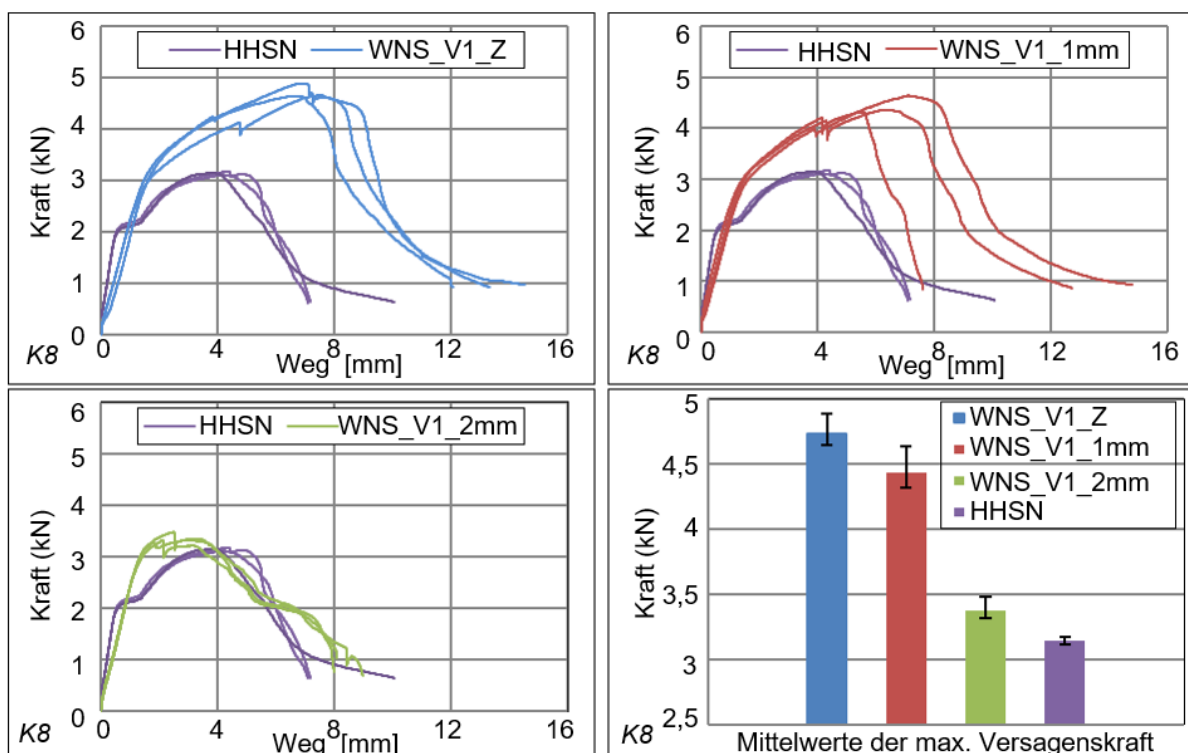 HHSN WNS_V1_Z
Kraft (kN)
6
5
4
3
2
1
0
0 4 8 12 16
K8 Weg [mm]
HHSN WNS_V1_1mm
Kraft (kN)
6
5
4
3
2
1
0
0 4 8 12 16
K8 Weg [mm]
HHSN WNS_V1_2mm
Kraft (kN)
6
5
4
3
2
1
0
0 4 8 12 16
K8 Weg [mm]
WNS_V1_Z
WNS_V1_1mm
WNS_V1_2mm
HHSN
Kraft (kN)
5
4,5
4
3,5
3
2,5
K8 Mittelwerte der max. Versagenskraft